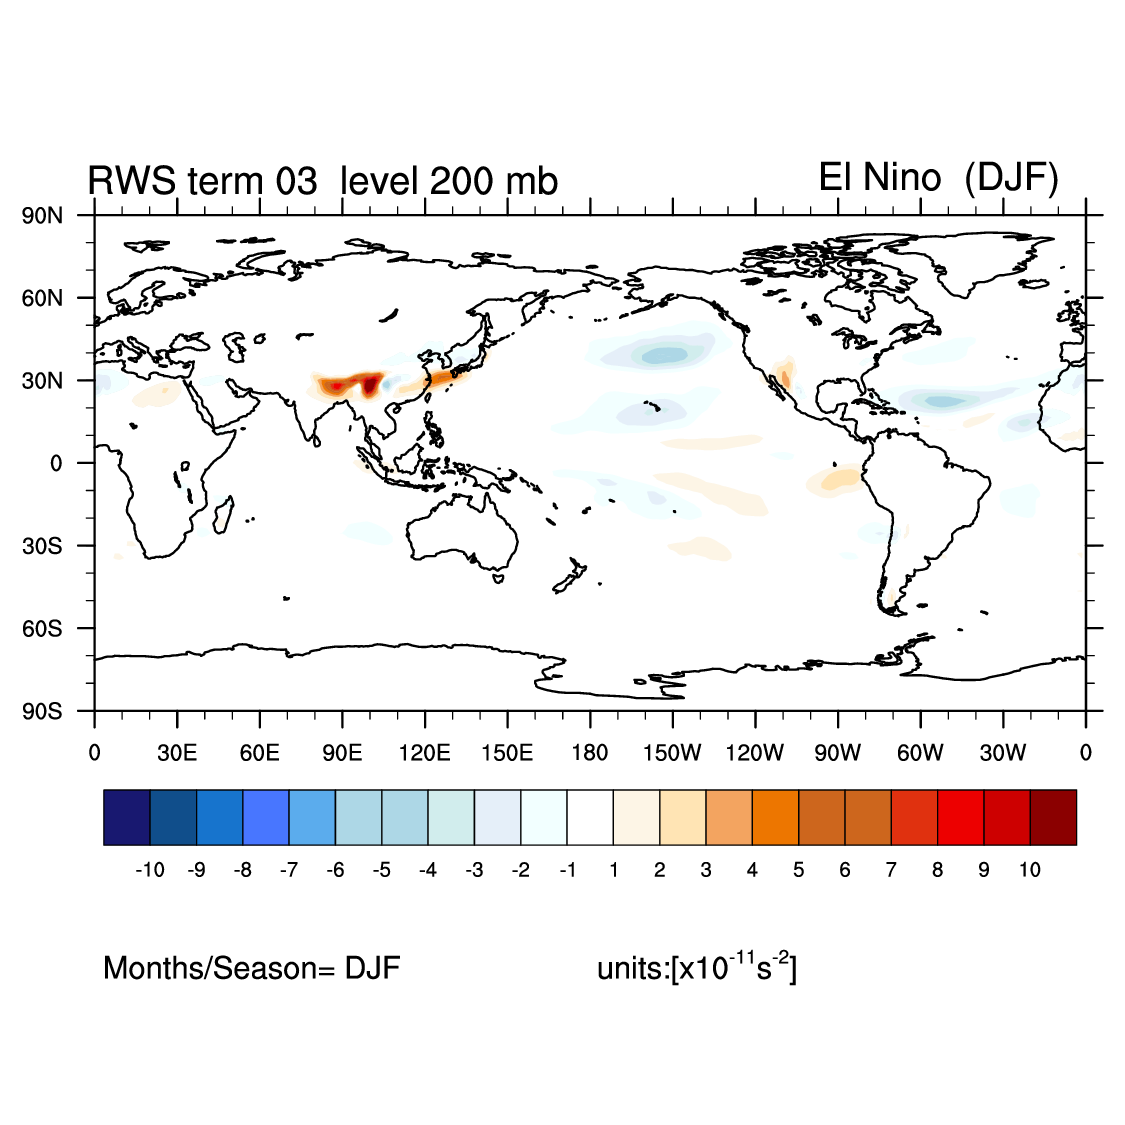 RWS term 03  level 200 mb
El Nino  (DJF)
90N
60N
30N
0
30S
60S
90S
0 30E 60E 90E 120E 150E 180 150W 120W 90W 60W 30W 0
-10 -9 -8 -7 -6 -5 -4 -3 -2 -1 1 2 3 4 5 6 7 8 9 10
Months/Season= DJF
units:[x10-11s-2]